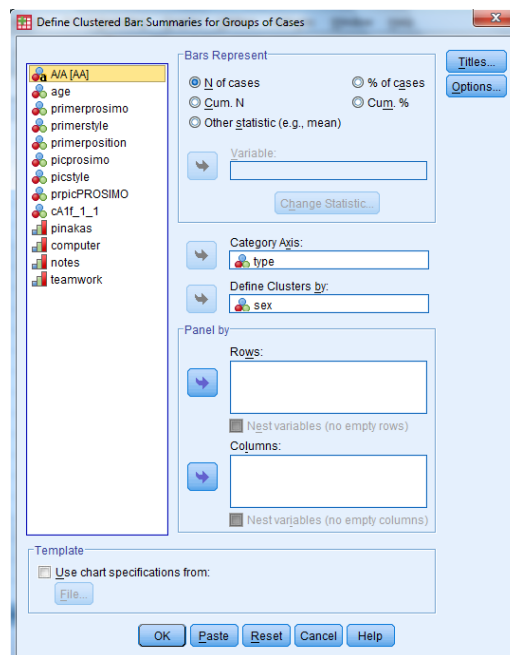 Define Clustered Bar: Summaries for Groups of Cases
A/A [AA]
age
primerprosimo
primerstyle
primerposition
picprosimo
picstyle
prpicPROSIMO
cA1f_1_1
pinakas
computer
notes
teamwork
Bars Represent
N of cases
% of cases
Cum. N
Cum. %
Other statistic (e.g., mean)
Variable:
Change Statistic...
Category Axis:
type
Define Clusters by:
sex
Panel by
Rows:
Nest variables (no empty rows)
Columns:
Nest variables (no empty columns)
Titles...
Options...
Template
Use chart specifications from:
File...
OK
Paste
Reset
Cancel
Help